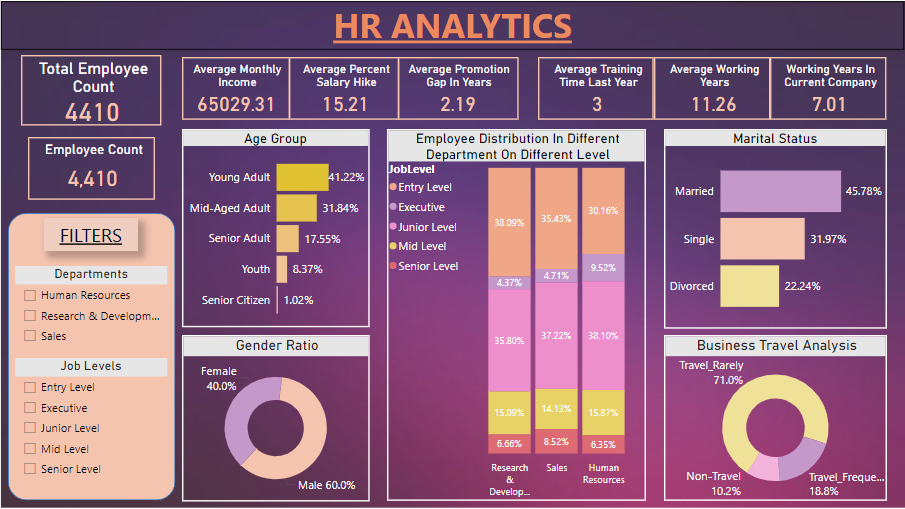 HR ANALYTICS
Total Employee
Count
4410
Average Monthly
Income
65029.31
Average Percent
Salary Hike
15.21
Average Promotion
Gap In Years
2.19
Average Training
Time Last Year
3
Average Working
Years
11.26
Working Years In
Current Company
7.01
Employee Count
4,410
FILTERS
Departments
Human Resources
Research & Developm...
Sales
Job Levels
Entry Level
Executive
Junior Level
Mid Level
Senior Level
Age Group
Young Adult 41.22%
Mid-Aged Adult 31.84%
Senior Adult 17.55%
Youth 8.37%
Senior Citizen 1.02%
Gender Ratio
Female
40.0%
Male 60.0%
Employee Distribution In Different
Department On Different Level
JobLevel
Entry Level
Executive
Junior Level
Mid Level
Senior Level
38.09% 35.43% 30.16%
4.37% 4.71% 9.52%
35.80% 37.22% 38.10%
15.09% 14.13% 15.87%
6.66% 8.52% 6.35%
Research
&
Develop...
Sales
Human
Resources
Marital Status
Married 45.78%
Single 31.97%
Divorced 22.24%
Business Travel Analysis
Travel_Rarely
71.0%
Non-Travel
10.2%
Travel_Freque...
18.8%